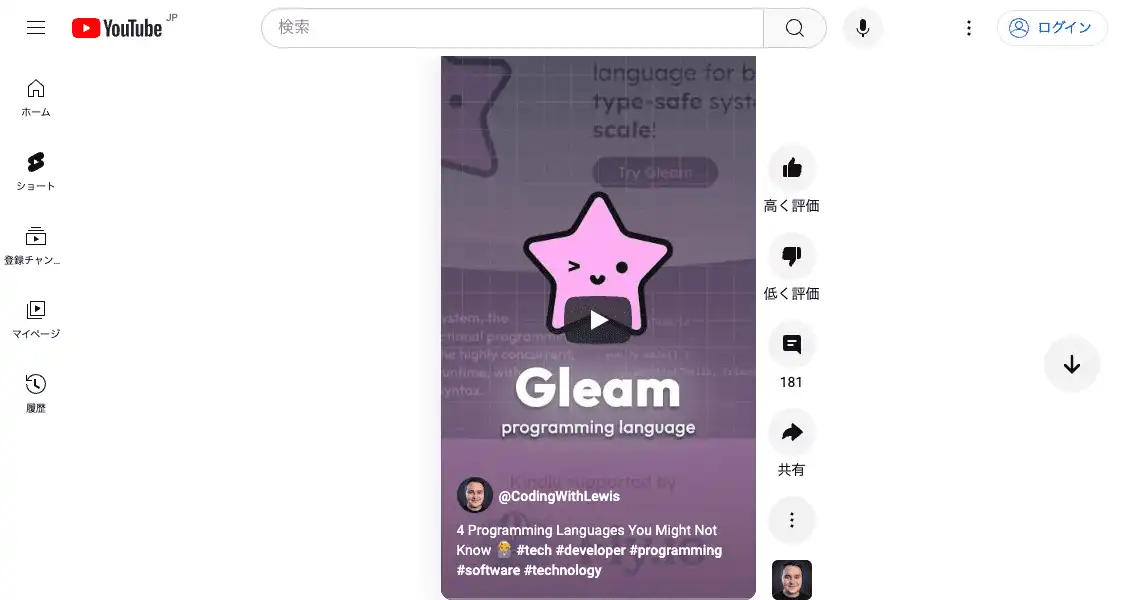 YouTube JP
検索
ログイン
ホーム
ショート
登録チャン...
マイページ
履歴
language for b
type-safe syst
scale!
Try Gleam
Gleam
programming language
Kindly supported by
@CodingWithLewis
4 Programming Languages You Might Not
Know 👨‍💻 #tech #developer #programming
#software #technology
高く評価
低く評価
181
共有